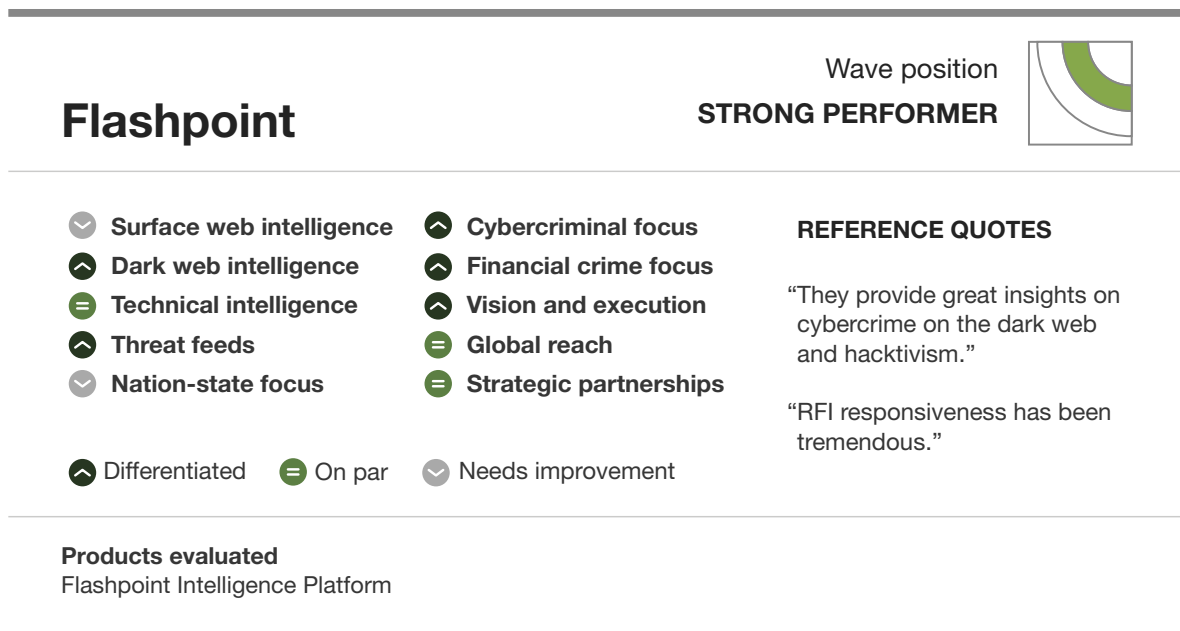 Flashpoint
Wave position
STRONG PERFORMER
Surface web intelligence
Dark web intelligence
Technical intelligence
Threat feeds
Nation-state focus
Cybercriminal focus
Financial crime focus
Vision and execution
Global reach
Strategic partnerships
Differentiated
On par
Needs improvement
REFERENCE QUOTES
“They provide great insights on
cybercrime on the dark web
and hacktivism.”
“RFI responsiveness has been
tremendous.”
Products evaluated
Flashpoint Intelligence Platform